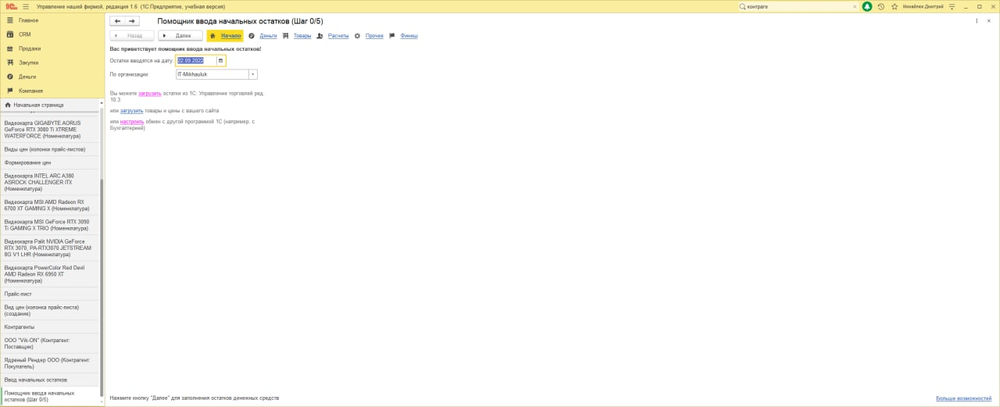 1С Управление нашей фирмой, редакция 1.6 (1С:Предприятие, учебная версия)
контраге
Михайлюк Дмитрий
Главное
CRM
Продажи
Закупки
Деньги
Компания
Начальная страница
Видеокарта GIGABYTE AORUS
GeForce RTX 3080 Ti XTREME
WATERFORCE (Номенклатура)
Виды цен (колонки прайс-листов)
Формирование цен
Видеокарта INTEL ARC A380
ASROCK CHALLENGER ITX
(Номенклатура)
Видеокарта MSI AMD Radeon RX
6700 XT GAMING X (Номенклатура)
Видеокарта MSI GeForce RTX 3090
Ti GAMING X TRIO (Номенклатура)
Видеокарта Palit NVIDIA GeForce
RTX 3070, PA-RTX3070 JETSTREAM
8G V1 LHR (Номенклатура)
Видеокарта PowerColor Red Devil
AMD Radeon RX 6950 XT
(Номенклатура)
Прайс-лист
Вид цен (колонка прайс-листа)
(создание)
Контрагенты
(Контрагент:
Поставщик)
Ядреный Рендер ООО (Контрагент:
Покупатель)
Ввод начальных остатков
Помощник ввода начальных
остатков (Шаг 0/5)
Помощник ввода начальных остатков (Шаг 0/5)
Назад Далее Начало Деньги Товары Расчеты Прочее Финиш
Вас приветствует помощник ввода начальных остатков!
Остатки вводятся на дату: 22.09.2022
По организации: IT-Mikhauluk
Вы можете загрузить остатки из 1С: Управление торговлей ред.
10.3
или загрузить товары и цены с вашего сайта
или настроить обмен с другой программой 1С (например, с
Бухгалтерией)
Нажмите кнопку "Далее" для заполнения остатков денежных средств
Больше возможностей